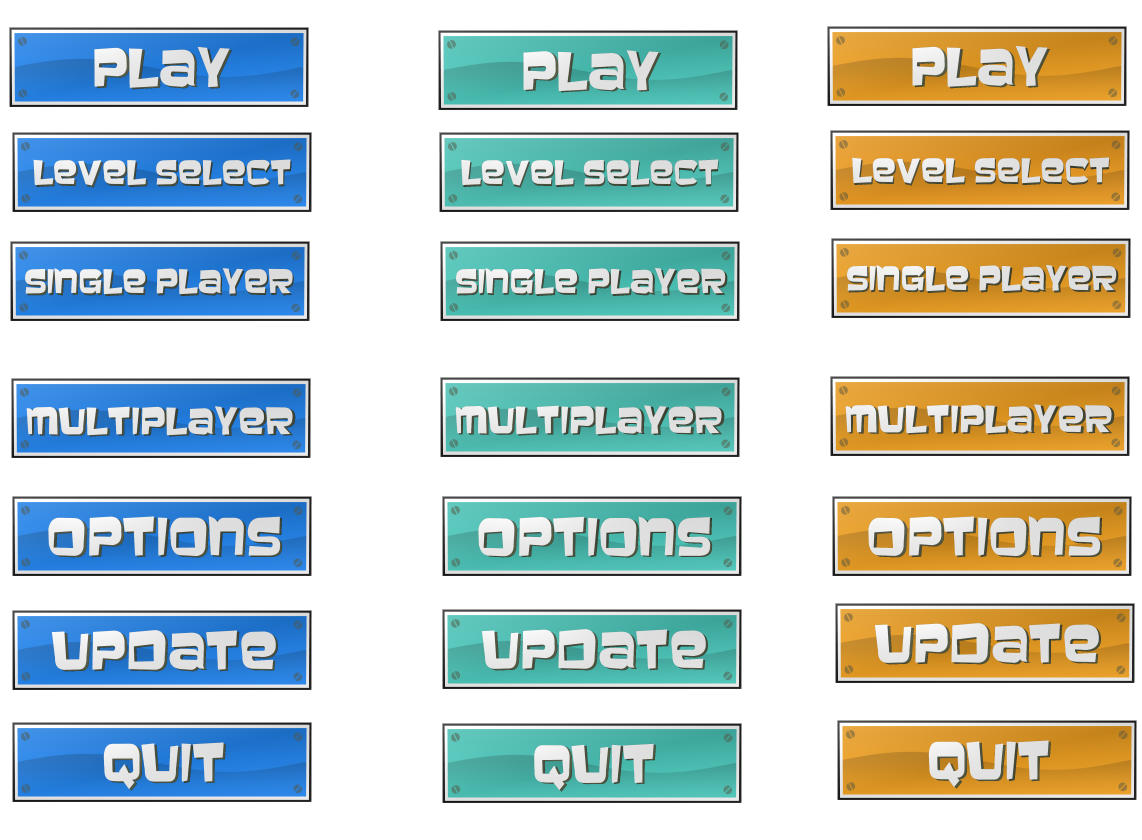 PLAY PLAY PLAY
LEVEL SELECT LEVEL SELECT LEVEL SELECT
SINGLE PLAYER SINGLE PLAYER SINGLE PLAYER
MULTIPLAYER MULTIPLAYER MULTIPLAYER
OPTIONS OPTIONS OPTIONS
UPDATE UPDATE UPDATE
QUIT QUIT QUIT